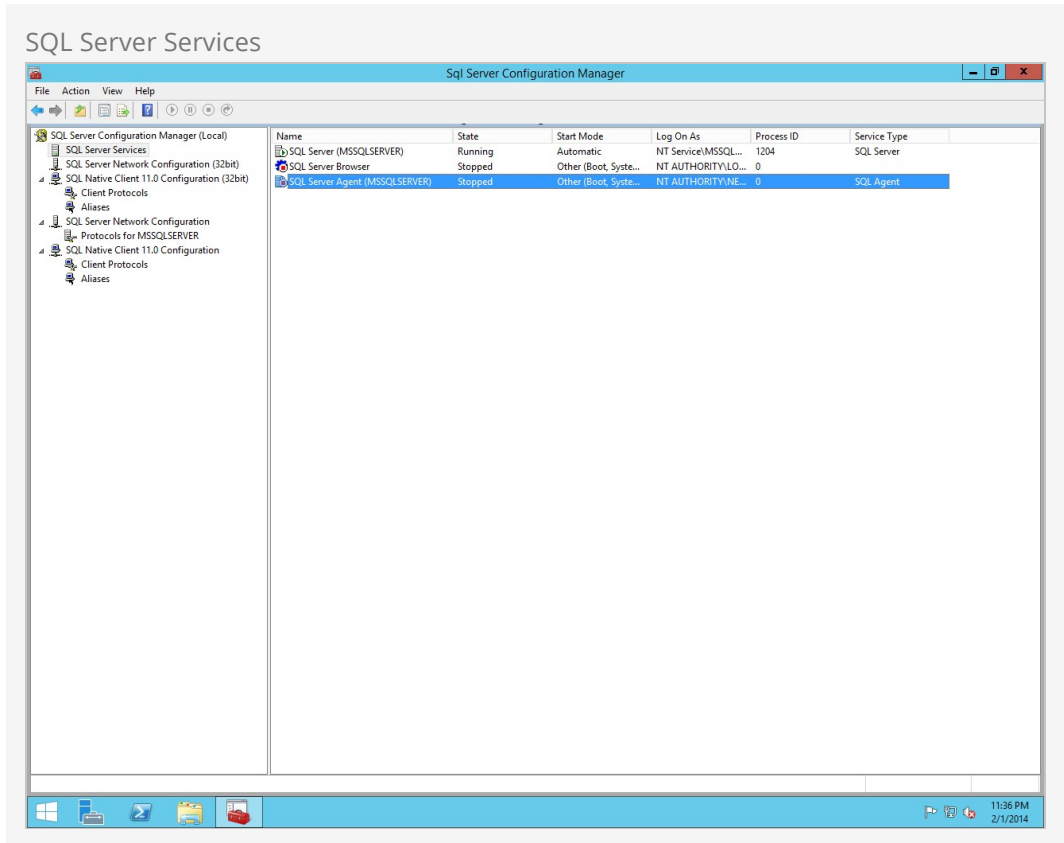 SQL Server Services
Sql Server Configuration Manager
File Action View Help
SQL Server Configuration Manager (Local)
SQL Server Services
SQL Server Network Configuration (32bit)
SQL Native Client 11.0 Configuration (32bit)
Client Protocols
Aliases
SQL Server Network Configuration
Protocols for MSSQLSERVER
SQL Native Client 11.0 Configuration
Client Protocols
Aliases
Name State Start Mode Log On As Process ID Service Type
SQL Server (MSSQLSERVER) Running Automatic NT Service\MSSQL... 1204 SQL Server
SQL Server Browser Stopped Other (Boot, Syste... NT AUTHORITY\LO... 0
SQL Server Agent (MSSQLSERVER) Stopped Other (Boot, Syste... NT AUTHORITY\NE... 0 SQL Agent
11:36 PM
2/1/2014